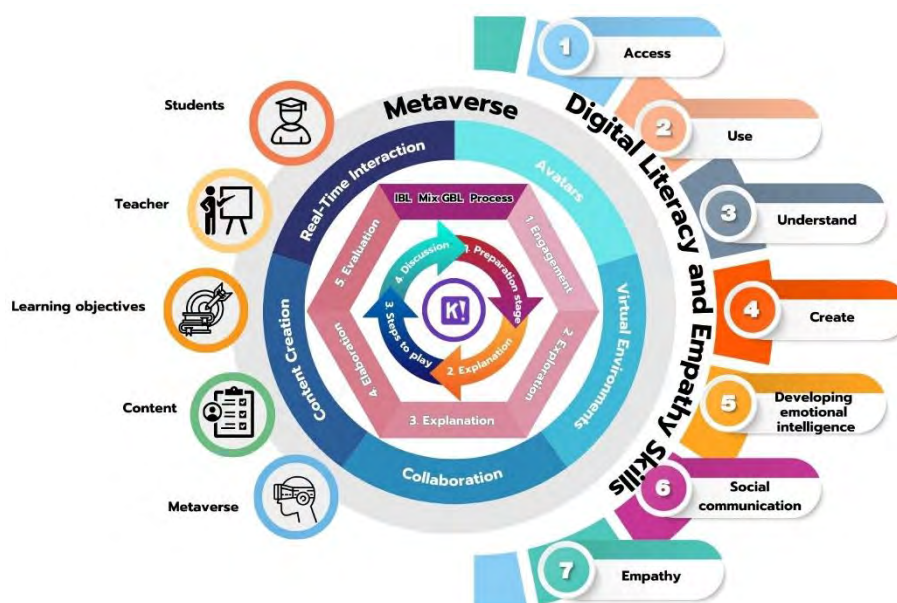 Students
Teacher
Learning objectives
Content
Metaverse
Metaverse
Real-Time Interaction
Avatars
Virtual Environments
Collaboration
Content Creation
IBL Mix GBL Process
1. Engagement
2. Exploration
3. Explanation
4. Elaboration
5. Evaluation
1. Preparation stage
2. Explanation
3. Steps to play
4. Discussion
K!
Digital Literacy and Empathy Skills
1
Access
2
Use
3
Understand
4
Create
5
Developing
emotional
intelligence
6
Social
communication
7
Empathy